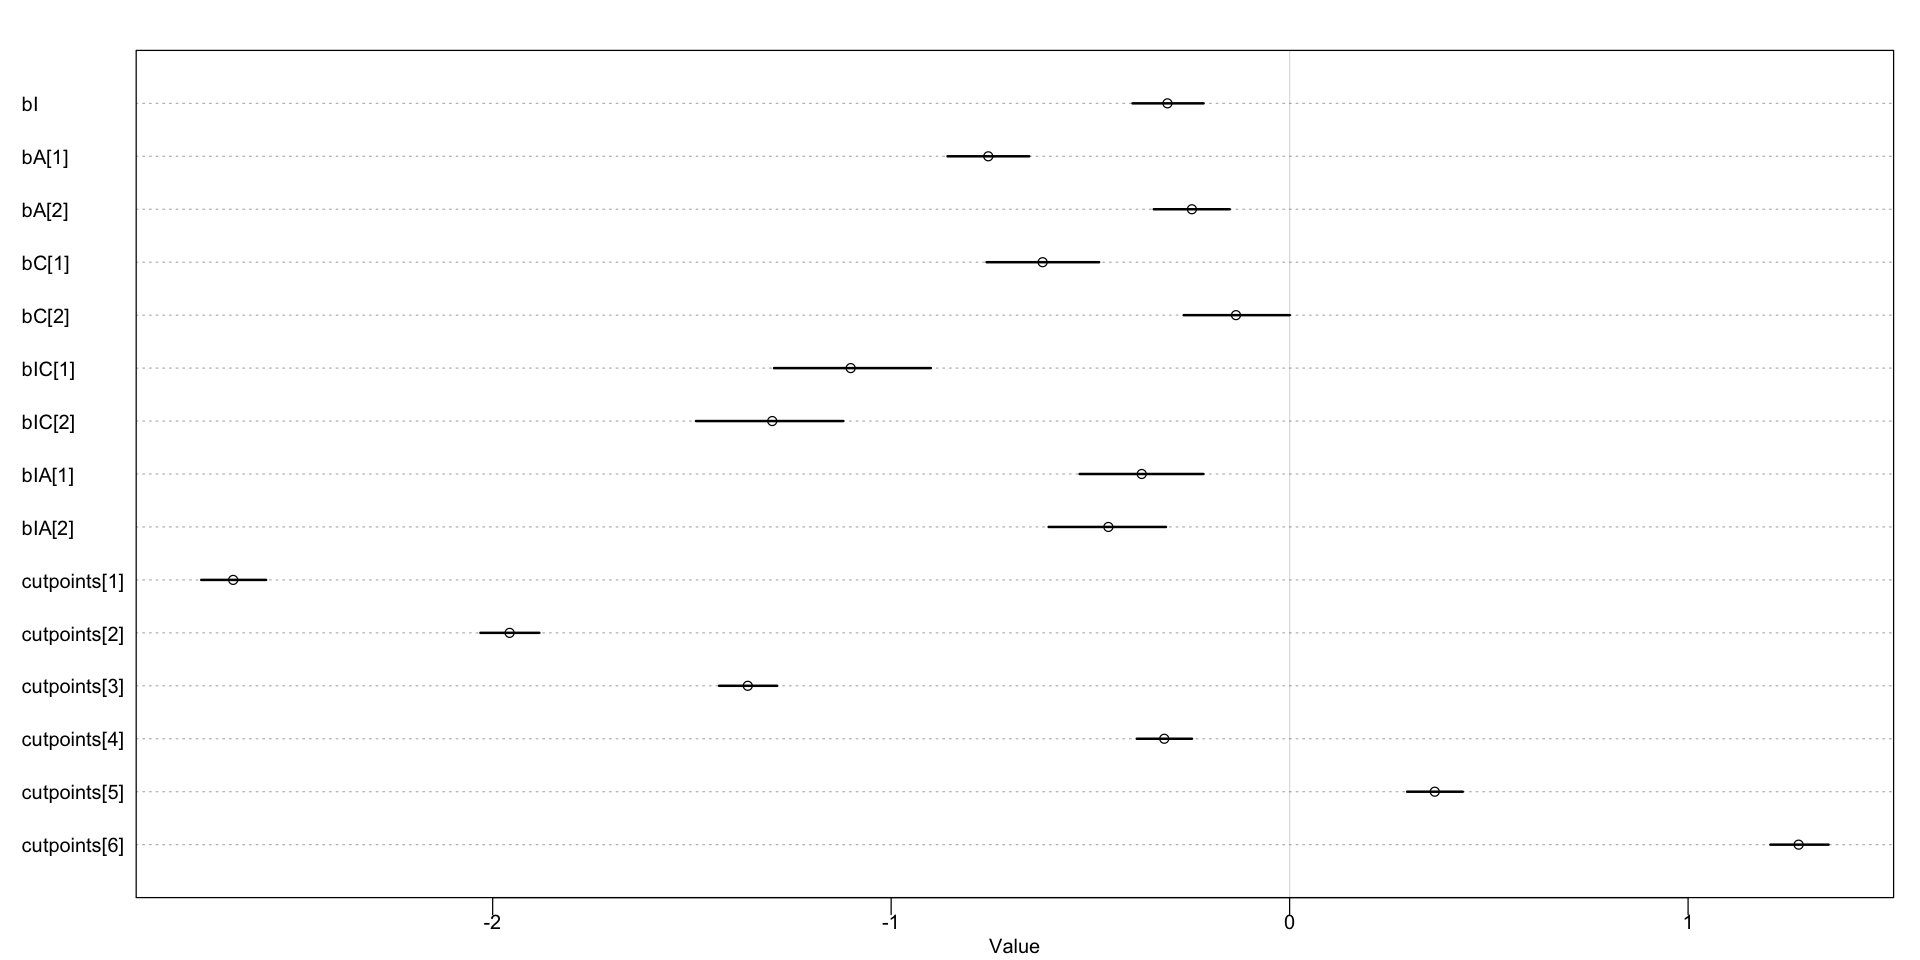 bI
bA[1]
bA[2]
bC[1]
bC[2]
bIC[1]
bIC[2]
bIA[1]
bIA[2]
cutpoints[1]
cutpoints[2]
cutpoints[3]
cutpoints[4]
cutpoints[5]
cutpoints[6]
-2 -1 0 1
Value